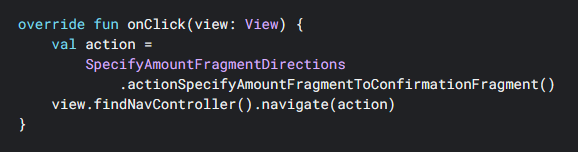 override fun onClick(view: View) {
    val action =
        SpecifyAmountFragmentDirections
            .actionSpecifyAmountFragmentToConfirmationFragment()
    view.findNavController().navigate(action)
}